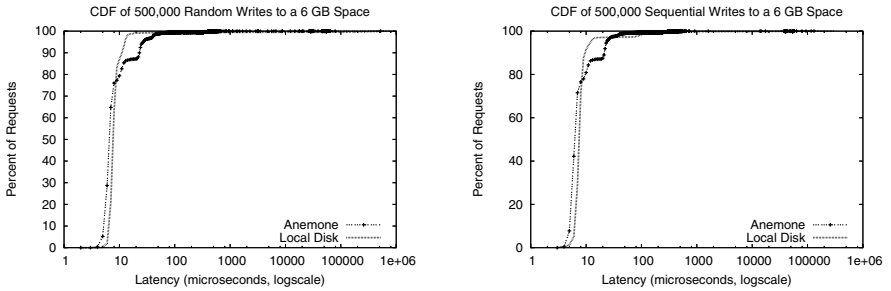 CDF of 500,000 Random Writes to a 6 GB Space
100
90
80
70
60
50
40
30
20
10
0
Percent of Requests
Anemone
Local Disk
1 10 100 1000 10000 100000 1e+06
Latency (microseconds, logscale)
CDF of 500,000 Sequential Writes to a 6 GB Space
100
80
60
40
20
0
Percent of Requests
Anemone
Local Disk
1 10 100 1000 10000 100000 1e+06
Latency (microseconds, logscale)